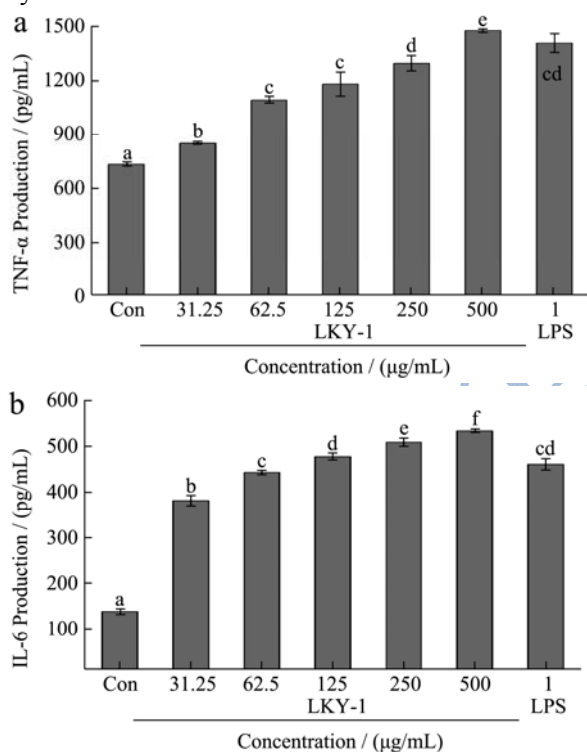 a
1500
e
d
1200
c
c
cd
900
b
a
600
300
0
TNF-α Production / (pg/mL)
Con 31.25 62.5 125 250 500 1
LKY-1 LPS
Concentration / (μg/mL)
b
600
f
e
500
d
c
cd
400
b
300
200
a
100
IL-6 Production / (pg/mL)
Con 31.25 62.5 125 250 500 1
LKY-1 LPS
Concentration / (μg/mL)